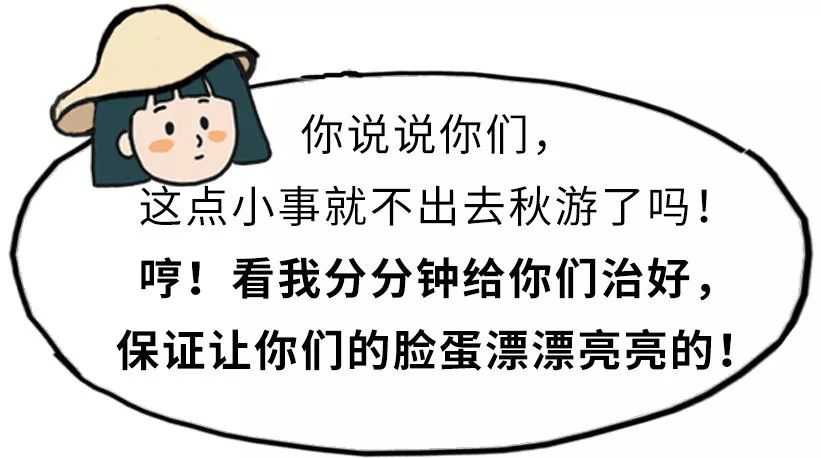 你说说你们，
这点小事就不出去秋游了吗！
哼！看我分分钟给你们治好，
保证让你们的脸蛋漂漂亮亮的！